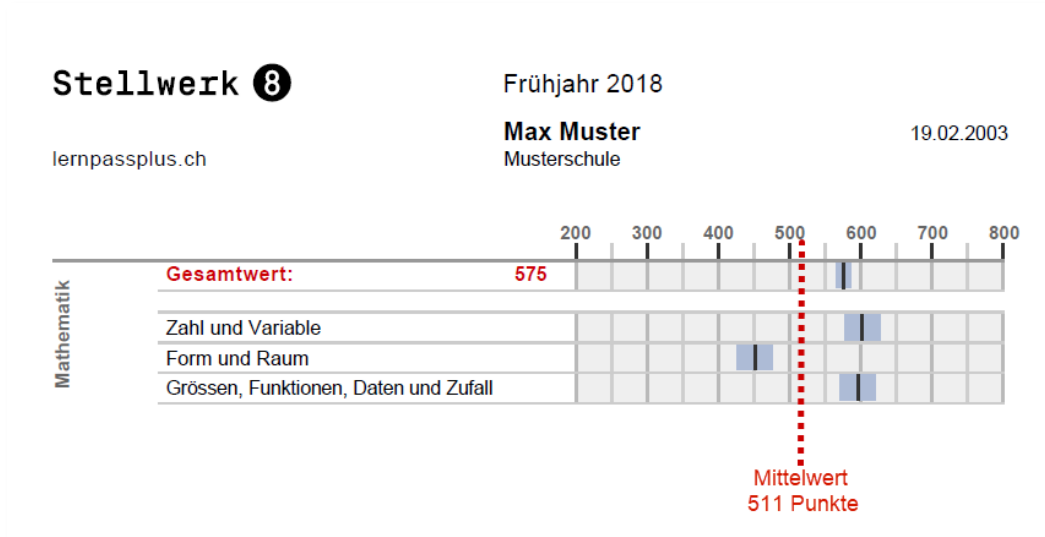 Stellwerk 8
Frühjahr 2018
Max Muster
19.02.2003
lernpassplus.ch
Musterschule
200 300 400 500 600 700 800
Mathematik
Gesamtwert: 575
Zahl und Variable
Form und Raum
Grössen, Funktionen, Daten und Zufall
Mittelwert
511 Punkte